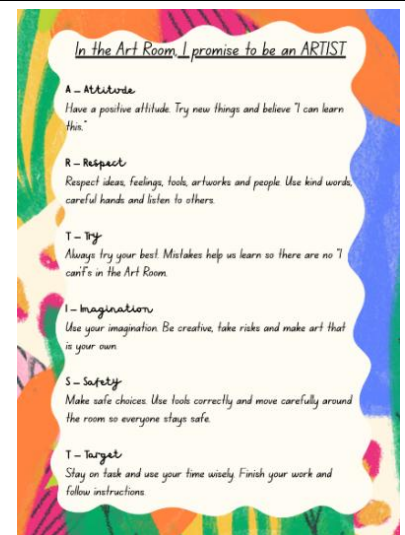 In the Art Room, I promise to be an ARTIST
A – Attitude
Have a positive attitude. Try new things and believe "I can learn
this."
R – Respect
Respect ideas, feelings, tools, artworks and people. Use kind words,
careful hands and listen to others.
T – Try
Always try your best. Mistakes help us learn so there are no "I
can't"s in the Art Room.
I – Imagination
Use your imagination. Be creative, take risks and make art that
is your own.
S – Safety
Make safe choices. Use tools correctly and move carefully around
the room so everyone stays safe.
T – Target
Stay on task and use your time wisely. Finish your work and
follow instructions.